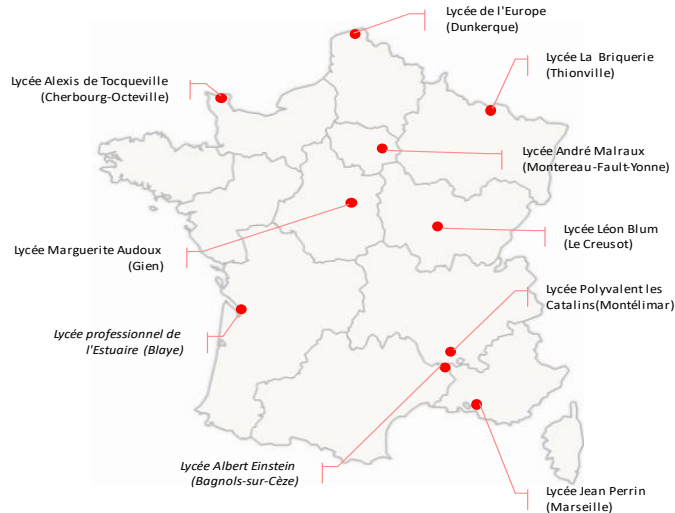 Lycée de l'Europe
(Dunkerque)
Lycée La Briquerie
(Thionville)
Lycée Alexis de Tocqueville
(Cherbourg-Octeville)
Lycée André Malraux
(Montereau-Fault-Yonne)
Lycée Léon Blum
(Le Creusot)
Lycée Marguerite Audoux
(Gien)
Lycée Polyvalent les
Catalins(Montélimar)
Lycée professionnel de
l'Estuaire (Blaye)
Lycée Albert Einstein
(Bagnols-sur-Cèze)
Lycée Jean Perrin
(Marseille)